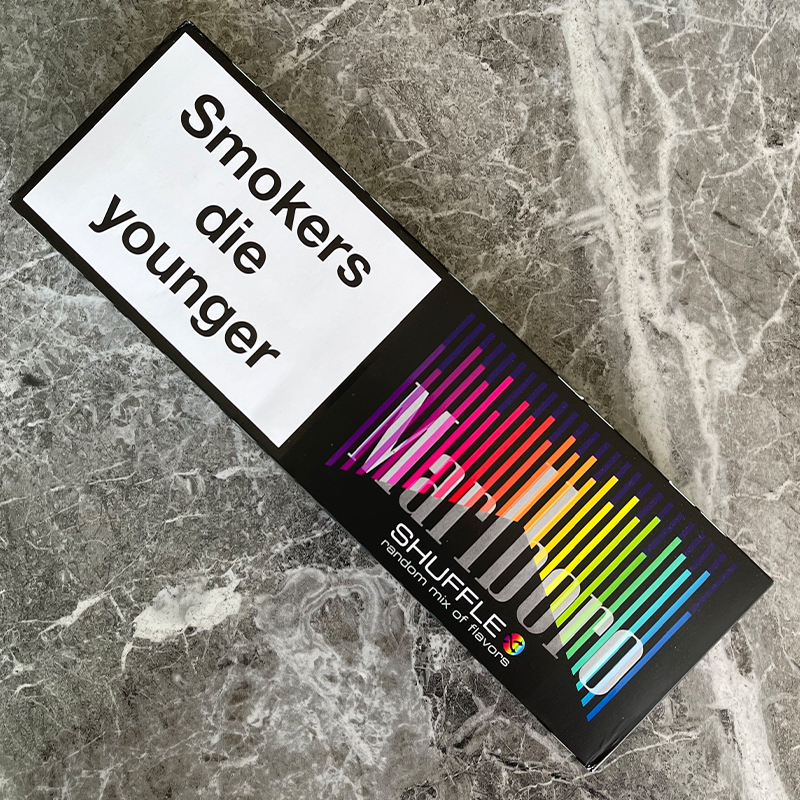 Smokers
die
younger
Marlboro
SHUFFLE
random mix of flavors